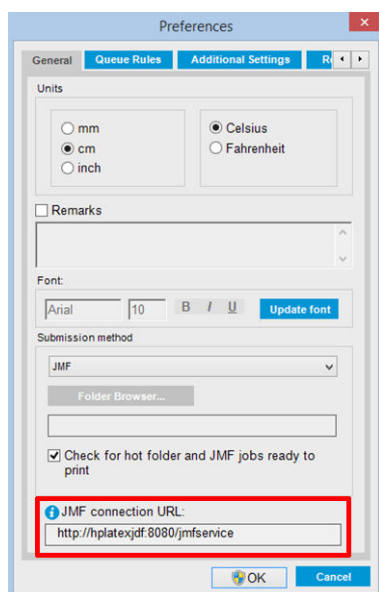 Preferences
General Queue Rules Additional Settings
Units
mm
cm
inch
Celsius
Fahrenheit
Remarks
Font:
Arial 10 B I U Update font
Submission method
JMF
Folder Browser...
Check for hot folder and JMF jobs ready to
print
JMF connection URL:
http://hplatexjdf:8080/jmfservice
OK Cancel